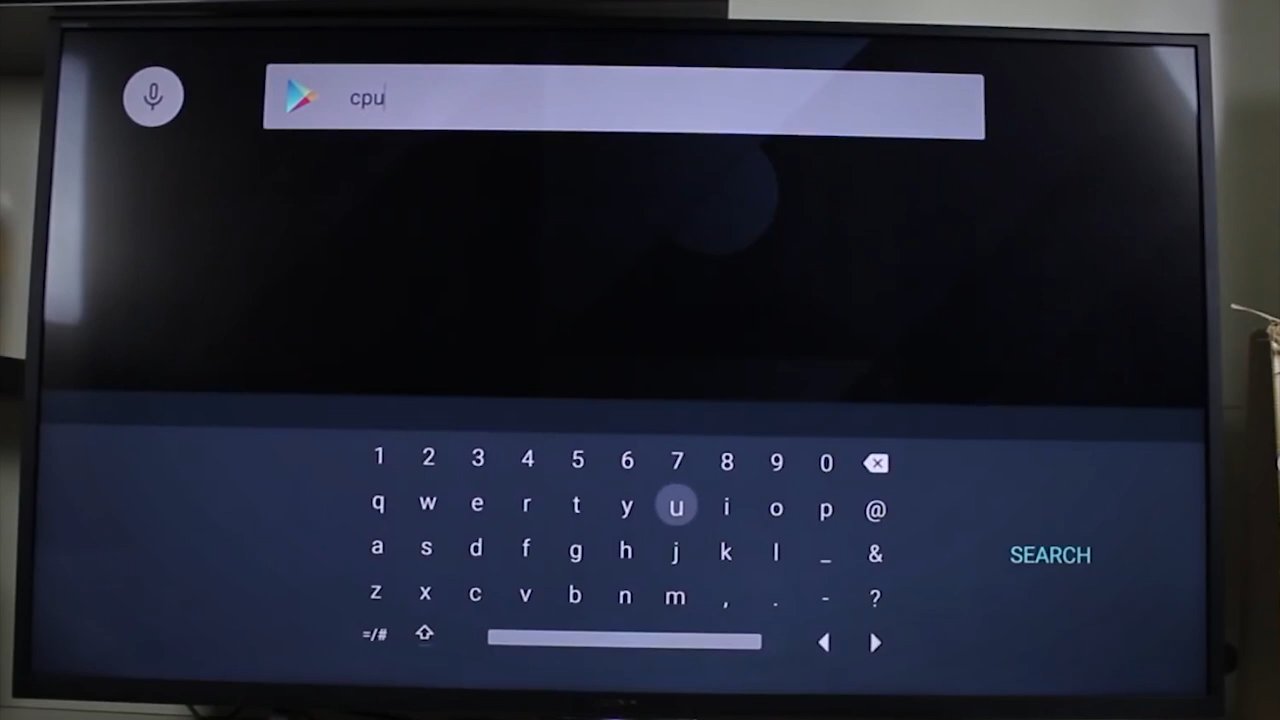 cpu
1 2 3 4 5 6 7 8 9 0
q w e r t y u i o p @
a s d f g h j k l _ &
SEARCH
z x c v b n m , . - ?
=/#